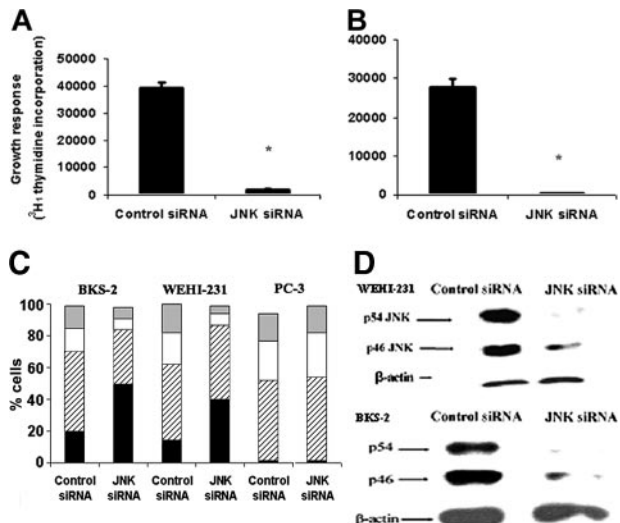 A
B
Growth response
(³H₁ thymidine incorporation)
50000
40000
30000
20000
10000
0
*
Control siRNA JNK siRNA
40000
30000
20000
10000
0
*
Control siRNA JNK siRNA
C
BKS-2 WEHI-231 PC-3
% cells
100
80
60
40
20
0
Control siRNA JNK siRNA Control siRNA JNK siRNA Control siRNA JNK siRNA
D
WEHI-231
Control siRNA JNK siRNA
p54 JNK
p46 JNK
β-actin
BKS-2
Control siRNA JNK siRNA
p54
p46
β-actin